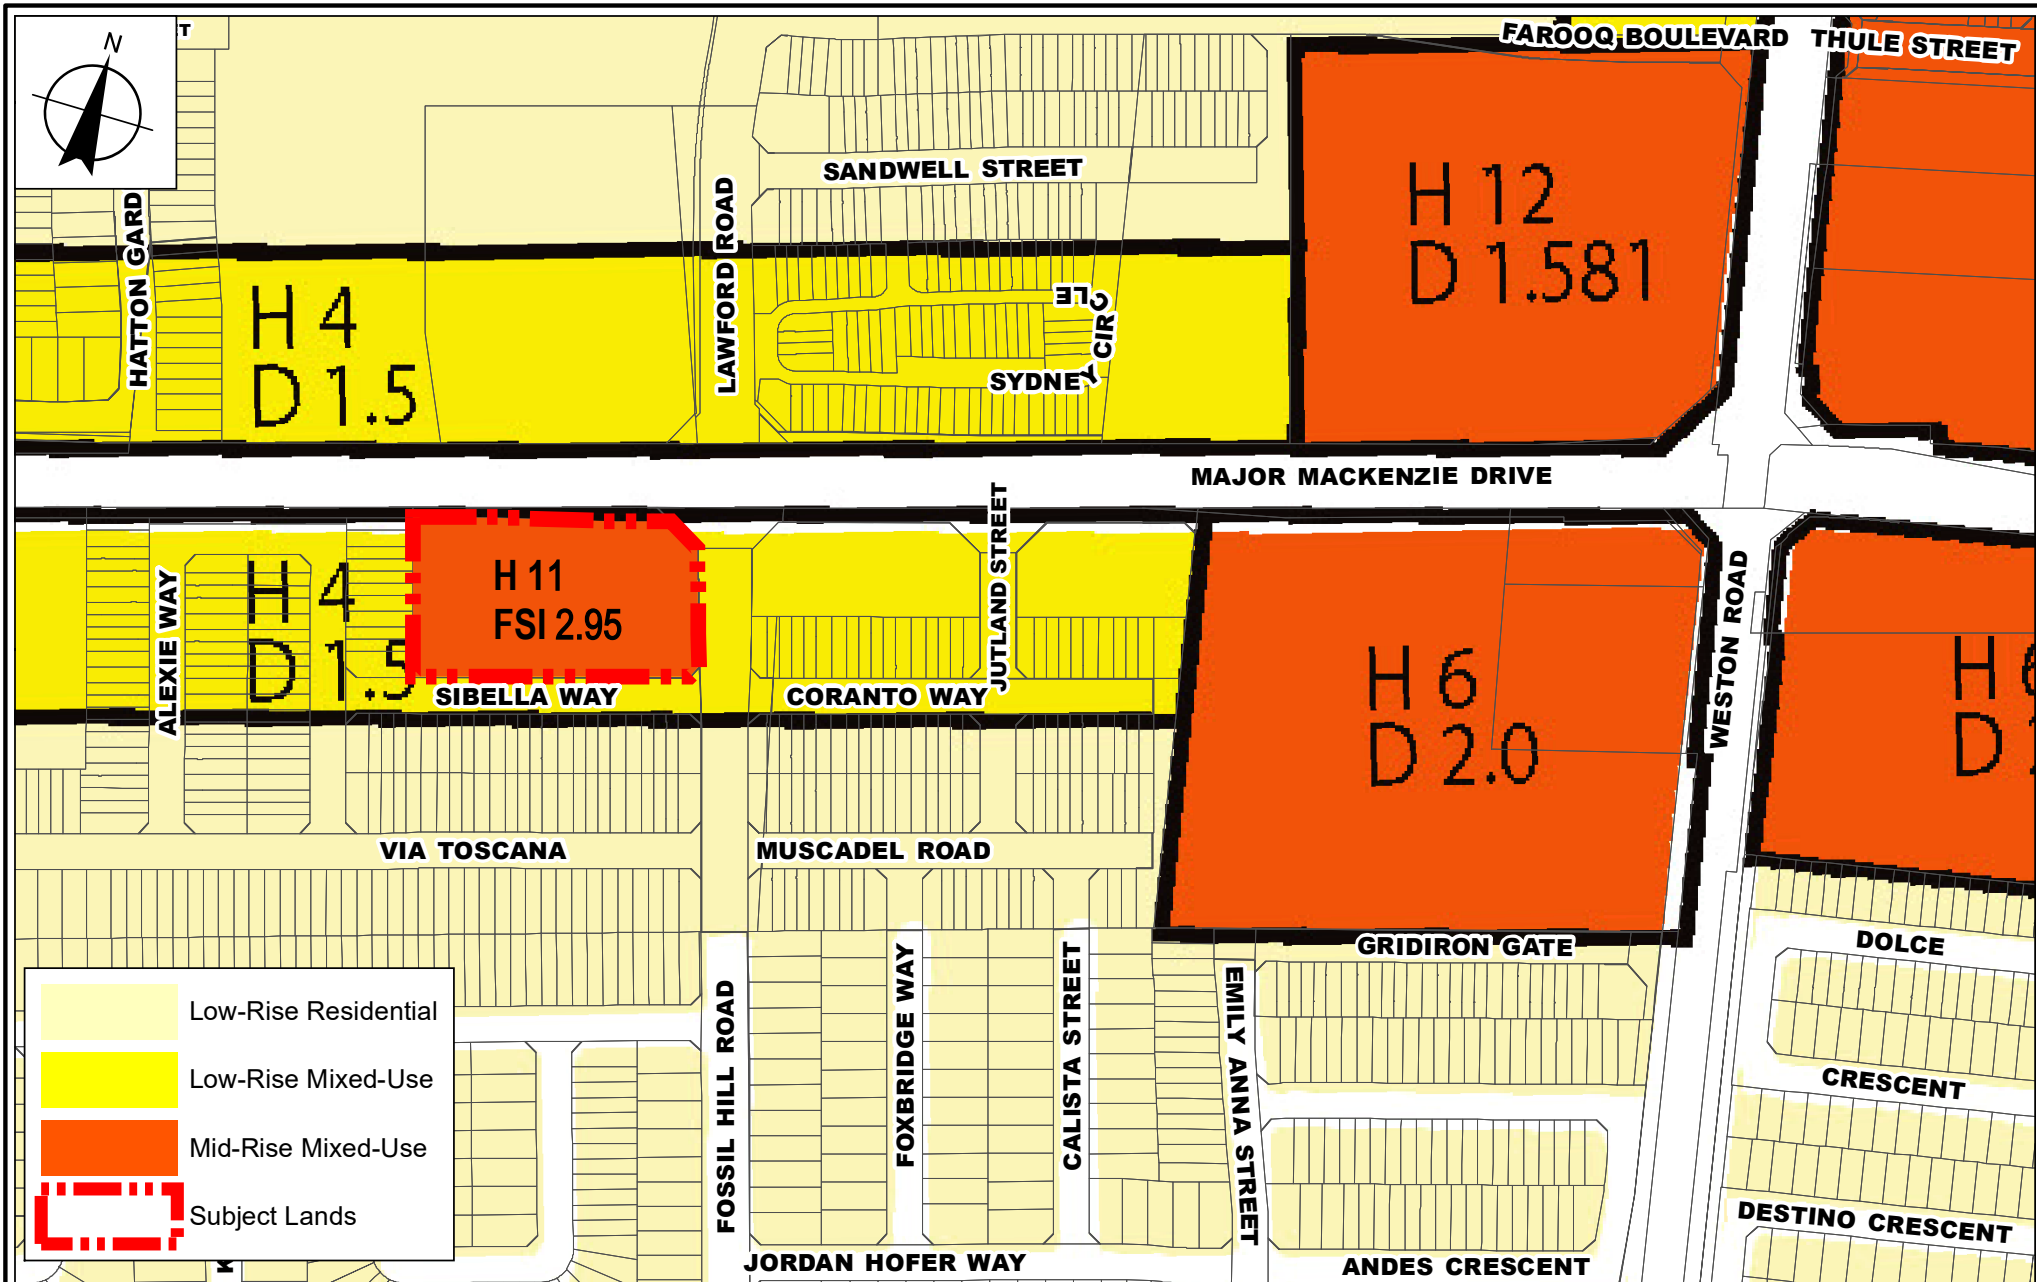 N
FAROOQ BOULEVARD
THULE STREET
SANDWELL STREET
HATTON GARD
LAWFORD ROAD
H 12
D 1.581
H 4
D 1.5
SYDNEY CIRCLE
MAJOR MACKENZIE DRIVE
JUTLAND STREET
ALEXIE WAY
H 4
D 1.5
H 11
FSI 2.95
SIBELLA WAY
CORANTO WAY
H 6
D 2.0
WESTON ROAD
H
D
VIA TOSCANA
MUSCADEL ROAD
GRIDIRON GATE
DOLCE
CRESCENT
FOSSIL HILL ROAD
FOXBRIDGE WAY
CALISTA STREET
EMILY ANNA STREET
DESTINO CRESCENT
JORDAN HOFER WAY
ANDES CRESCENT
Low-Rise Residential
Low-Rise Mixed-Use
Mid-Rise Mixed-Use
Subject Lands